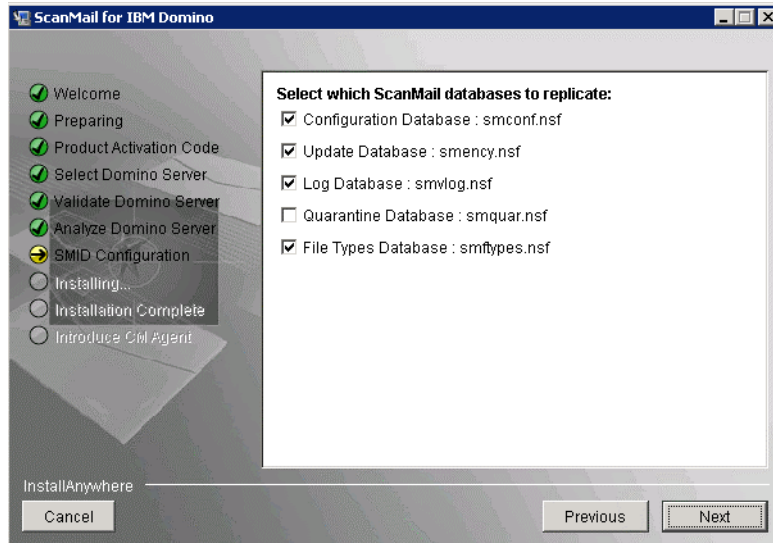 ScanMail for IBM Domino
Welcome
Preparing
Product Activation Code
Select Domino Server
Validate Domino Server
Analyze Domino Server
SMID Configuration
Installing...
Installation Complete
Introduce CM Agent
Select which ScanMail databases to replicate:
Configuration Database : smconf.nsf
Update Database : smency.nsf
Log Database : smvlog.nsf
Quarantine Database : smquar.nsf
File Types Database : smftypes.nsf
InstallAnywhere
Cancel
Previous
Next